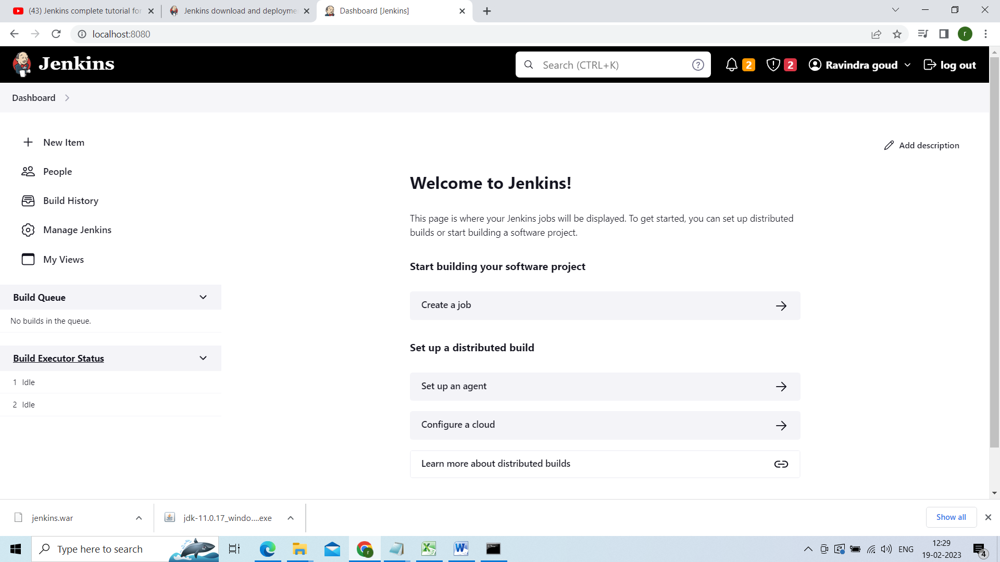 (43) Jenkins complete tutorial for
Jenkins download and deployme
Dashboard [Jenkins]
localhost:8080
r
Jenkins
Search (CTRL+K)
2
2
Ravindra goud
log out
Dashboard
New Item
People
Build History
Manage Jenkins
My Views
Build Queue
No builds in the queue.
Build Executor Status
1 Idle
2 Idle
Add description
Welcome to Jenkins!
This page is where your Jenkins jobs will be displayed. To get started, you can set up distributed
builds or start building a software project.
Start building your software project
Create a job
Set up a distributed build
Set up an agent
Configure a cloud
Learn more about distributed builds
jenkins.war
jdk-11.0.17_windo....exe
Show all
Type here to search
r
ENG
12:29
19-02-2023
4